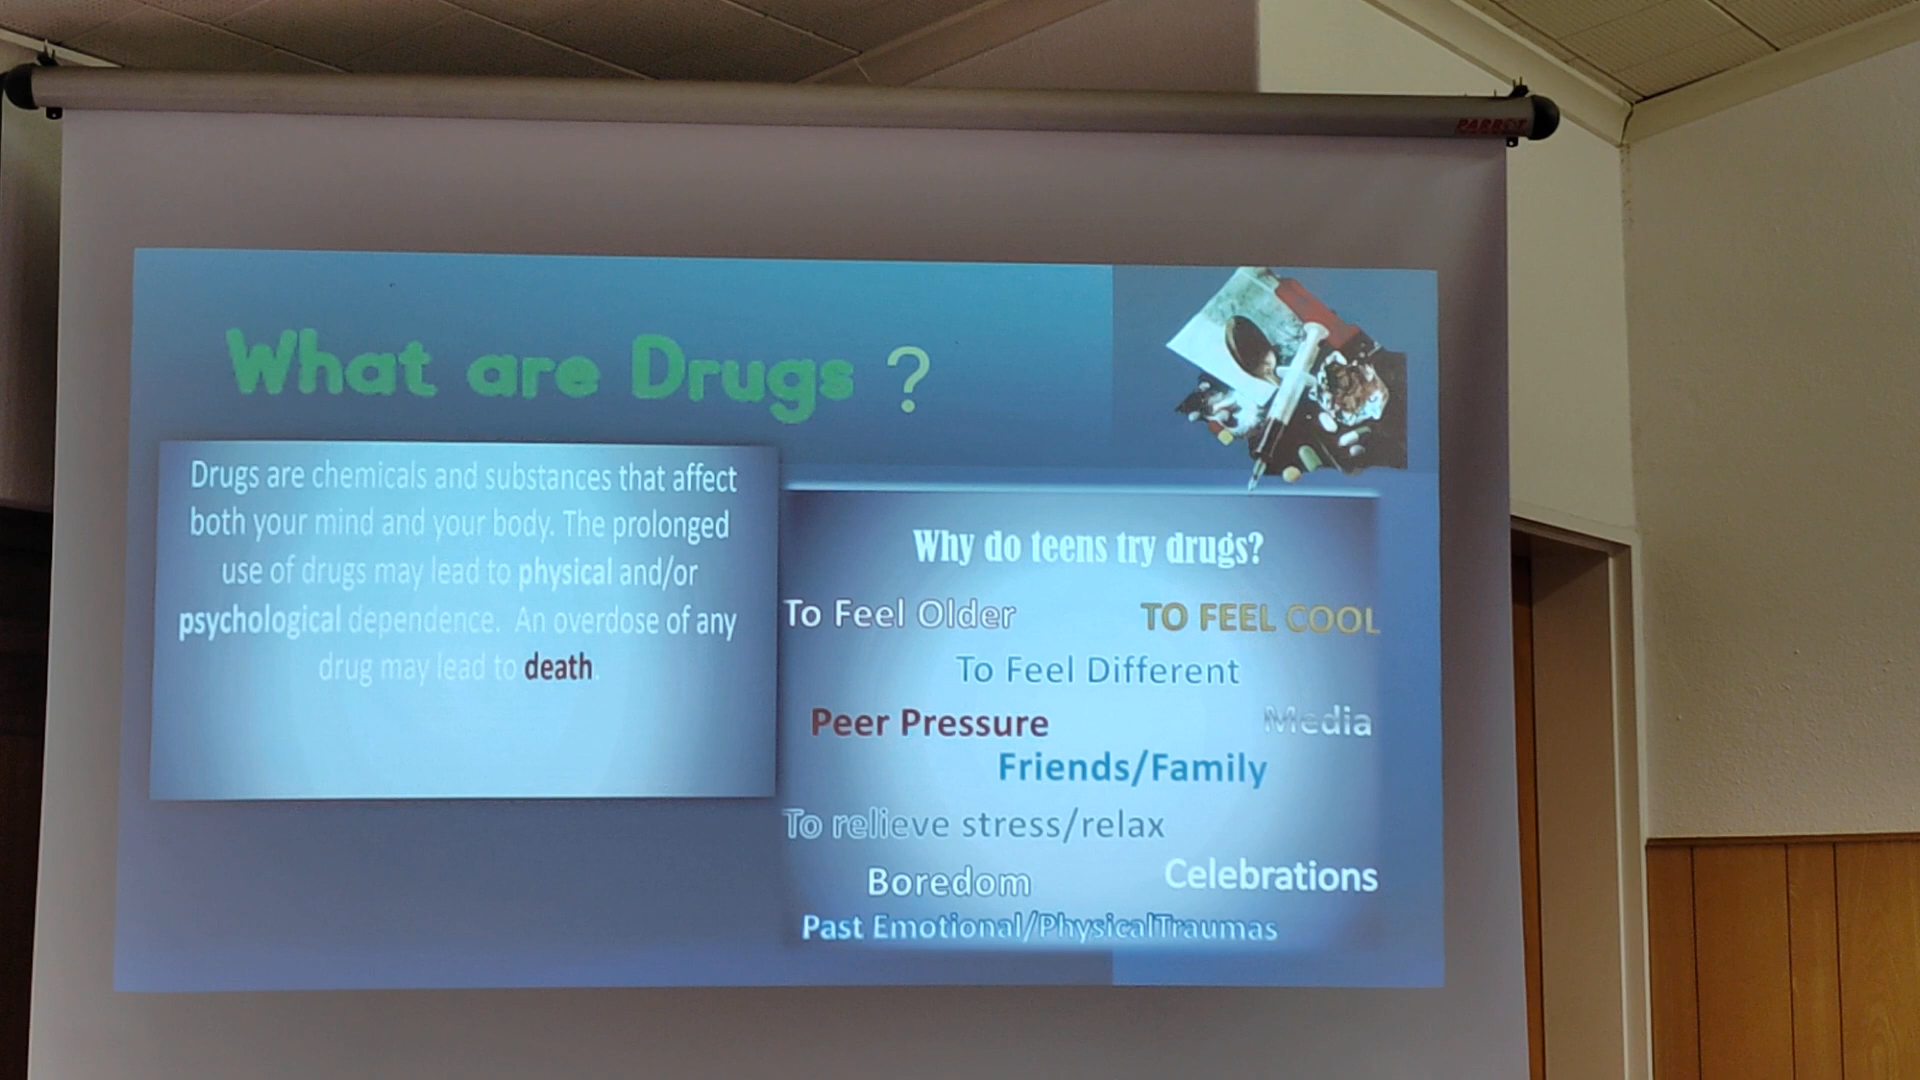 PARROT
What are Drugs ?
Drugs are chemicals and substances that affect
both your mind and your body. The prolonged
use of drugs may lead to physical and/or
psychological dependence. An overdose of any
drug may lead to death.
Why do teens try drugs?
To Feel Older TO FEEL COOL
To Feel Different
Peer Pressure Media
Friends/Family
To relieve stress/relax
Boredom Celebrations
Past Emotional/PhysicalTraumas